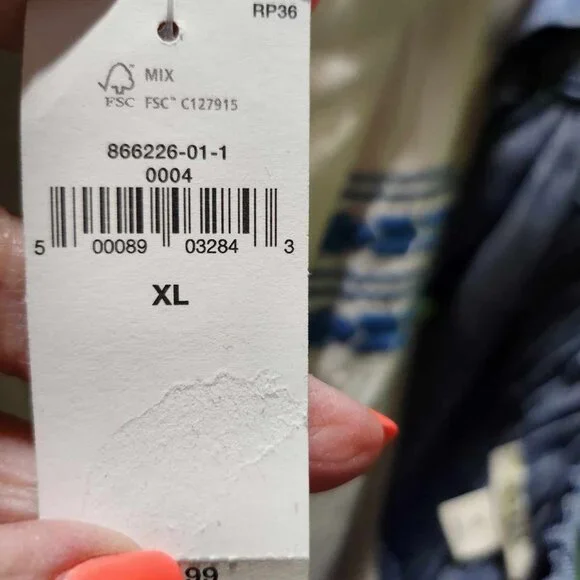 RP36
MIX
FSC FSC™ C127915
866226-01-1
0004
5 00089 03284 3
XL
99